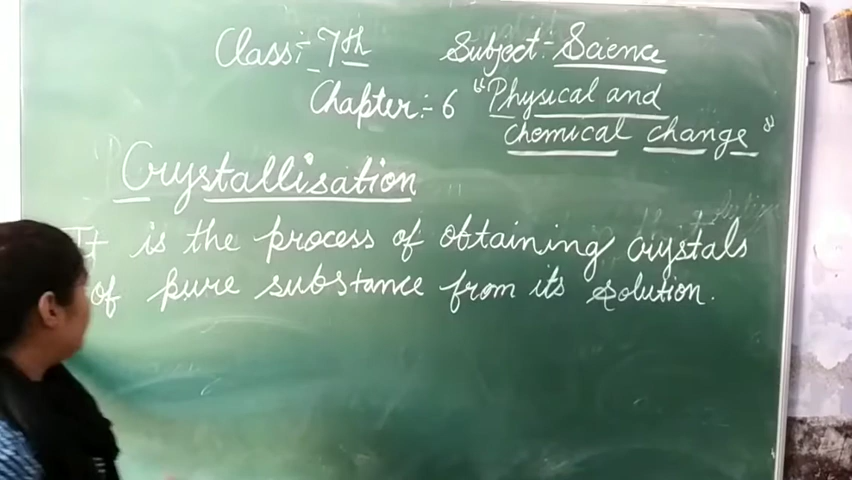 Class:- 7th Subject:- Science
Chapter:- 6 "Physical and
chemical change"
Crystallisation
It is the process of obtaining crystals
of pure substance from its solution.